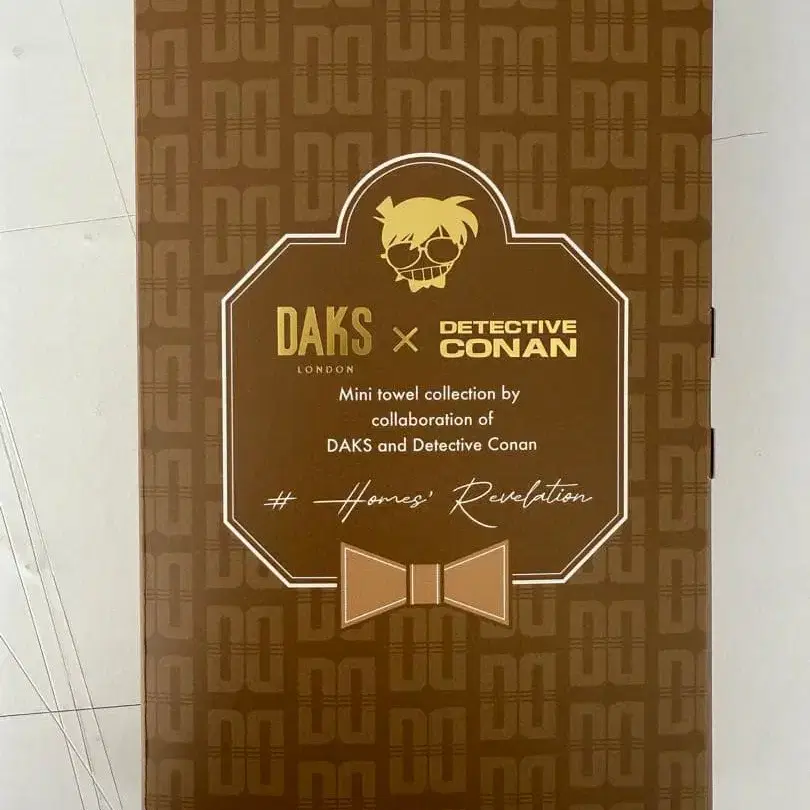 DAKS × DETECTIVE CONAN
LONDON
Mini towel collection by
collaboration of
DAKS and Detective Conan
# Homes' Revelation